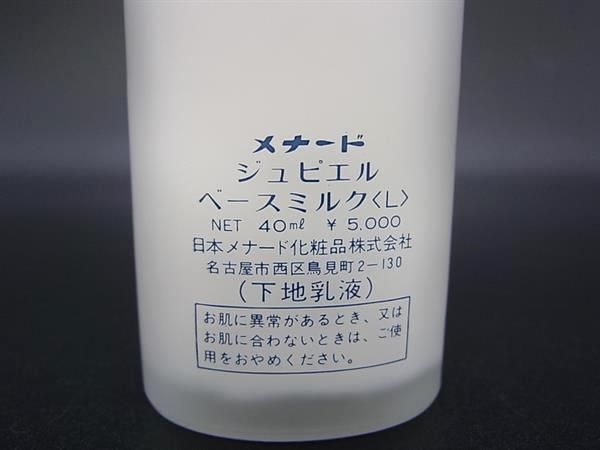 メナード
ジュピエル
ベースミルク〈L〉
NET 40ml ¥5,000
日本メナード化粧品株式会社
名古屋市西区鳥見町2-130
(下地乳液)
お肌に異常があるとき、又は
お肌に合わないときは、ご使
用をおやめください。